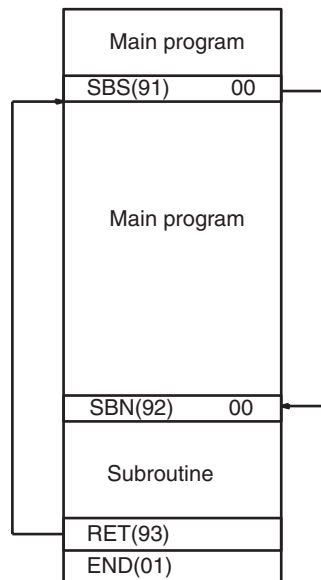 Main program
SBS(91) 00
Main program
SBN(92) 00
Subroutine
RET(93)
END(01)